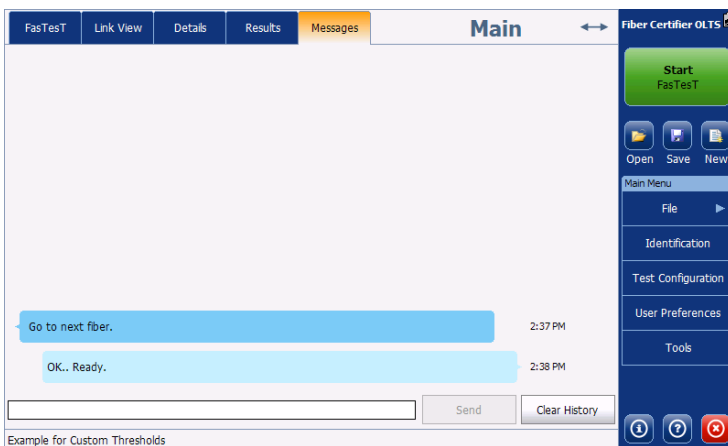 FasTesT Link View Details Results Messages Main Fiber Certifier OLTS
Start
FasTesT
Open Save New
Main Menu
File
Identification
Test Configuration
User Preferences
Tools
Go to next fiber. 2:37 PM
OK.. Ready. 2:38 PM
Send Clear History
Example for Custom Thresholds